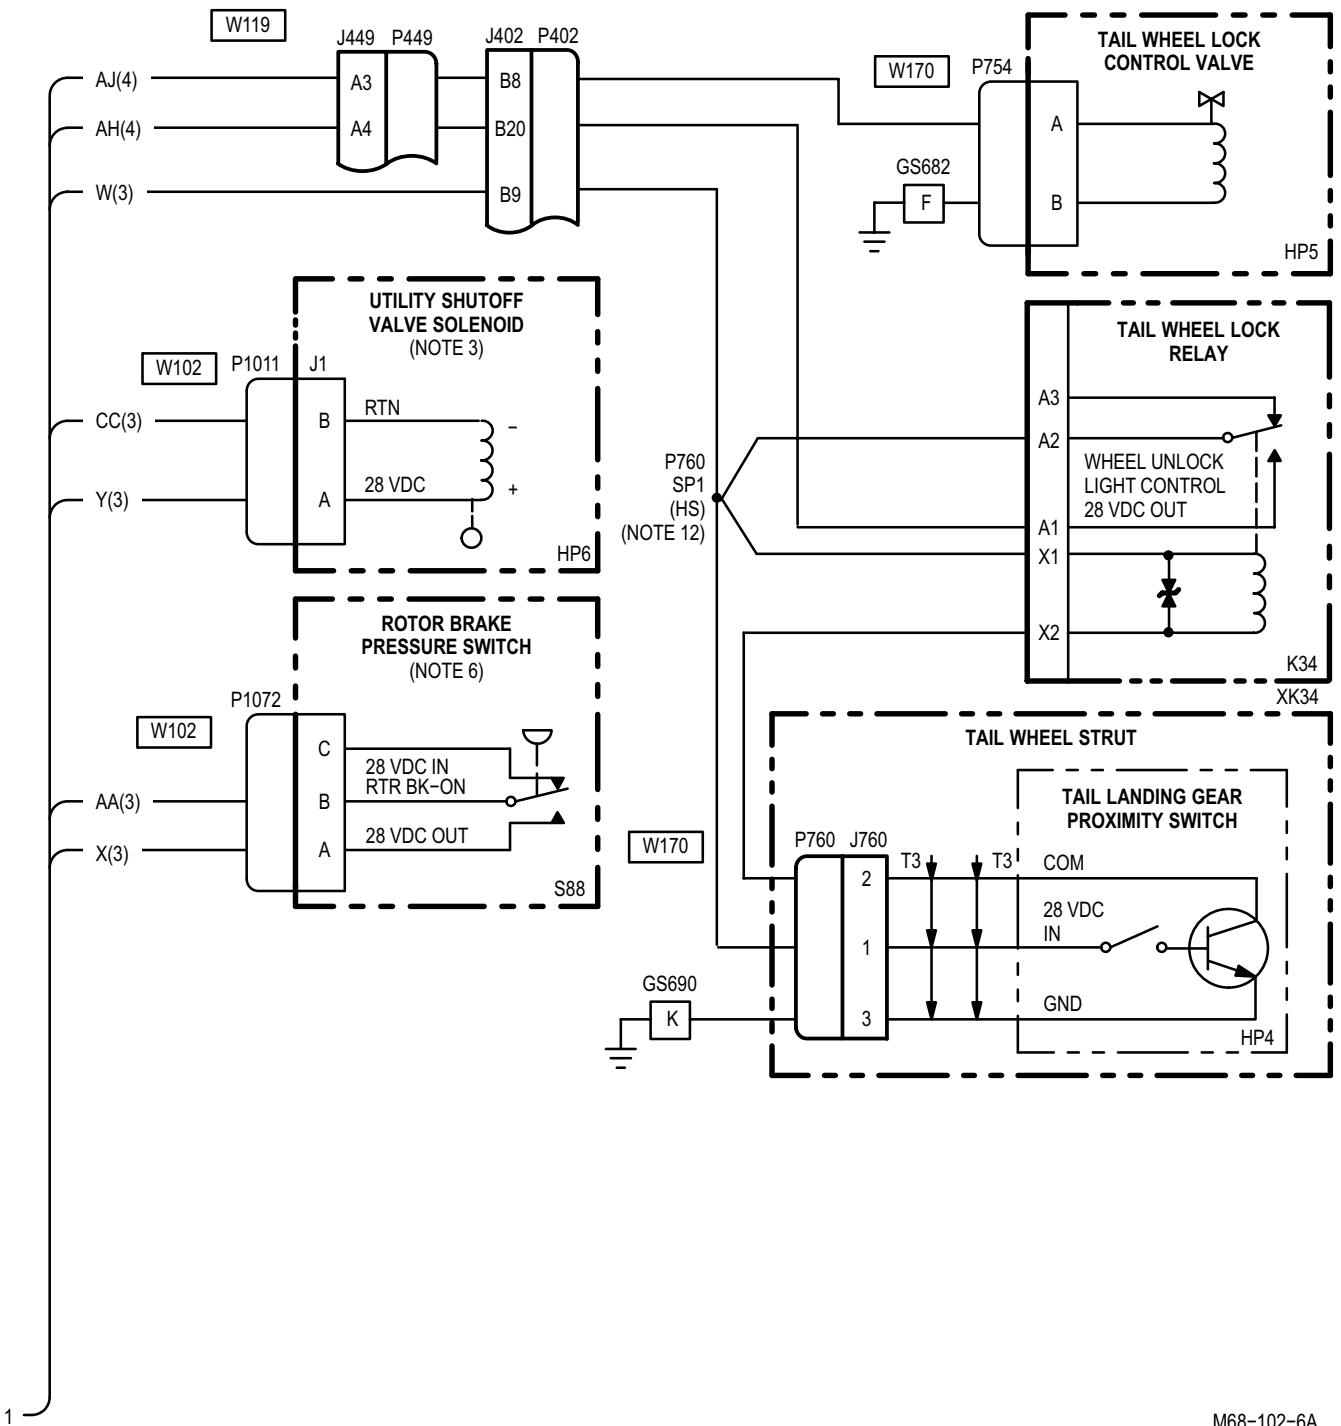 W119
J449 P449 J402 P402
AJ(4) A3 B8
AH(4) A4 B20
W(3) B9
TAIL WHEEL LOCK
CONTROL VALVE
W170 P754
A
GS682
F B
HP5
UTILITY SHUTOFF
VALVE SOLENOID
(NOTE 3)
W102 P1011 J1
CC(3) B RTN −
Y(3) A 28 VDC +
HP6
TAIL WHEEL LOCK
RELAY
A3
A2
WHEEL UNLOCK
LIGHT CONTROL
28 VDC OUT
A1
X1
X2
K34
XK34
P760
SP1
(HS)
(NOTE 12)
ROTOR BRAKE
PRESSURE SWITCH
(NOTE 6)
P1072
W102
C
28 VDC IN
RTR BK−ON
AA(3) B
28 VDC OUT
X(3) A
S88
TAIL WHEEL STRUT
TAIL LANDING GEAR
PROXIMITY SWITCH
W170 P760 J760
T3 T3 COM
2
28 VDC
IN
1
GS690
K 3 GND
HP4
1
M68−102−6A